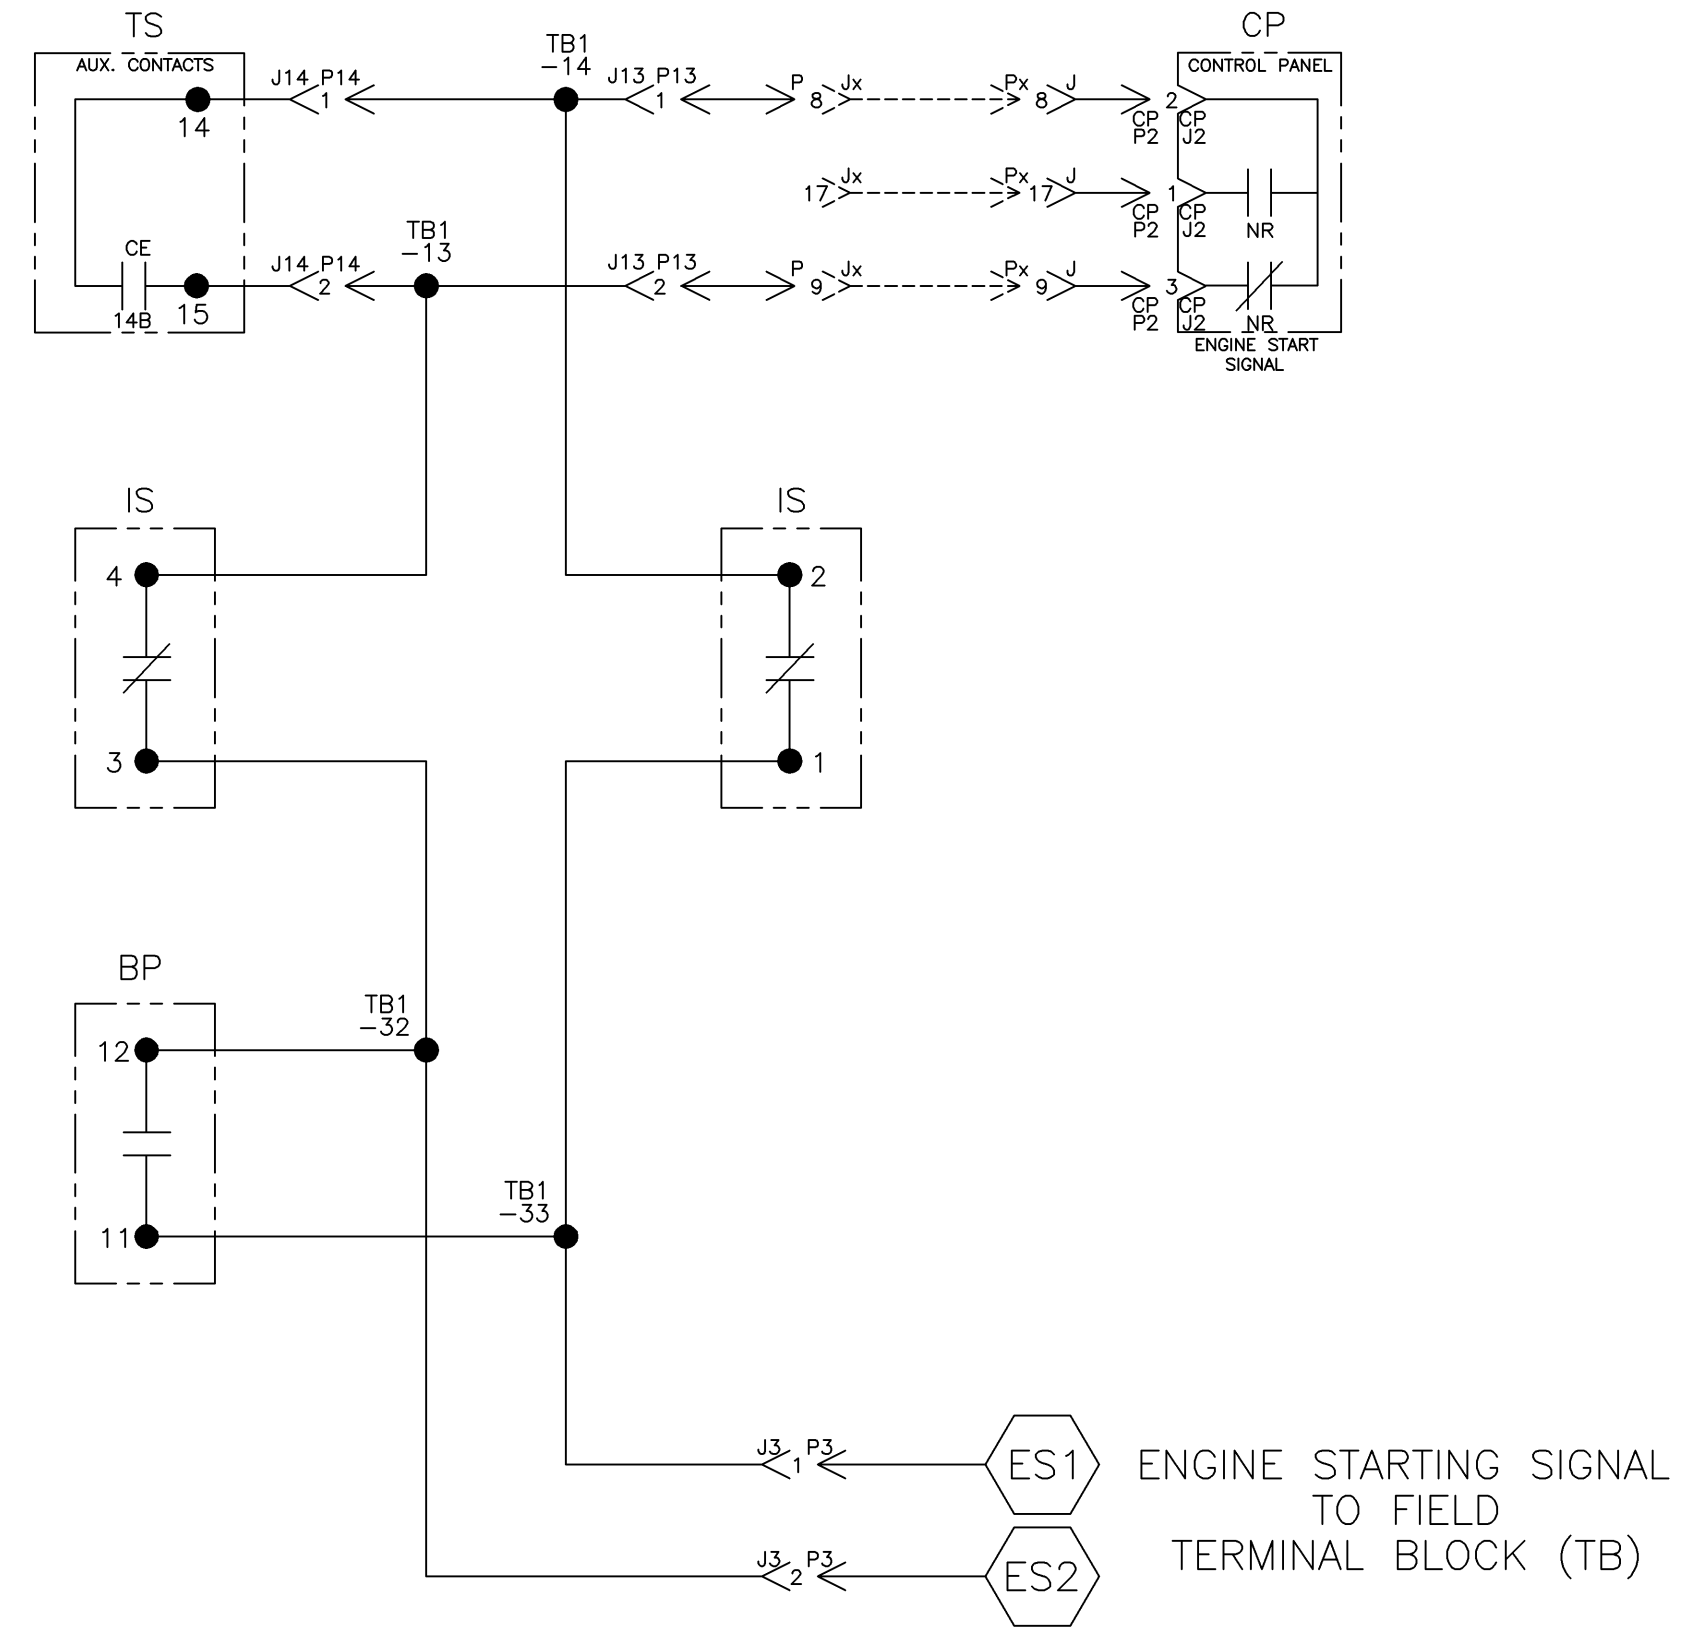 TS
AUX. CONTACTS
14
CE
14B
15
J14 P14
1
J14 P14
2
TB1
-14
TB1
-13
J13 P13
1
J13 P13
2
P
8
Jx
Px
8
J
17
Jx
Px
17
J
P
9
Jx
Px
9
J
CP
CONTROL PANEL
2
CP CP
P2 J2
1
CP CP
P2 J2
NR
3
CP CP
P2 J2
NR
ENGINE START
SIGNAL
IS
4
3
IS
2
1
BP
12
11
TB1
-32
TB1
-33
J3 P3
1
ES1
J3 P3
2
ES2
ENGINE STARTING SIGNAL
TO FIELD
TERMINAL BLOCK (TB)